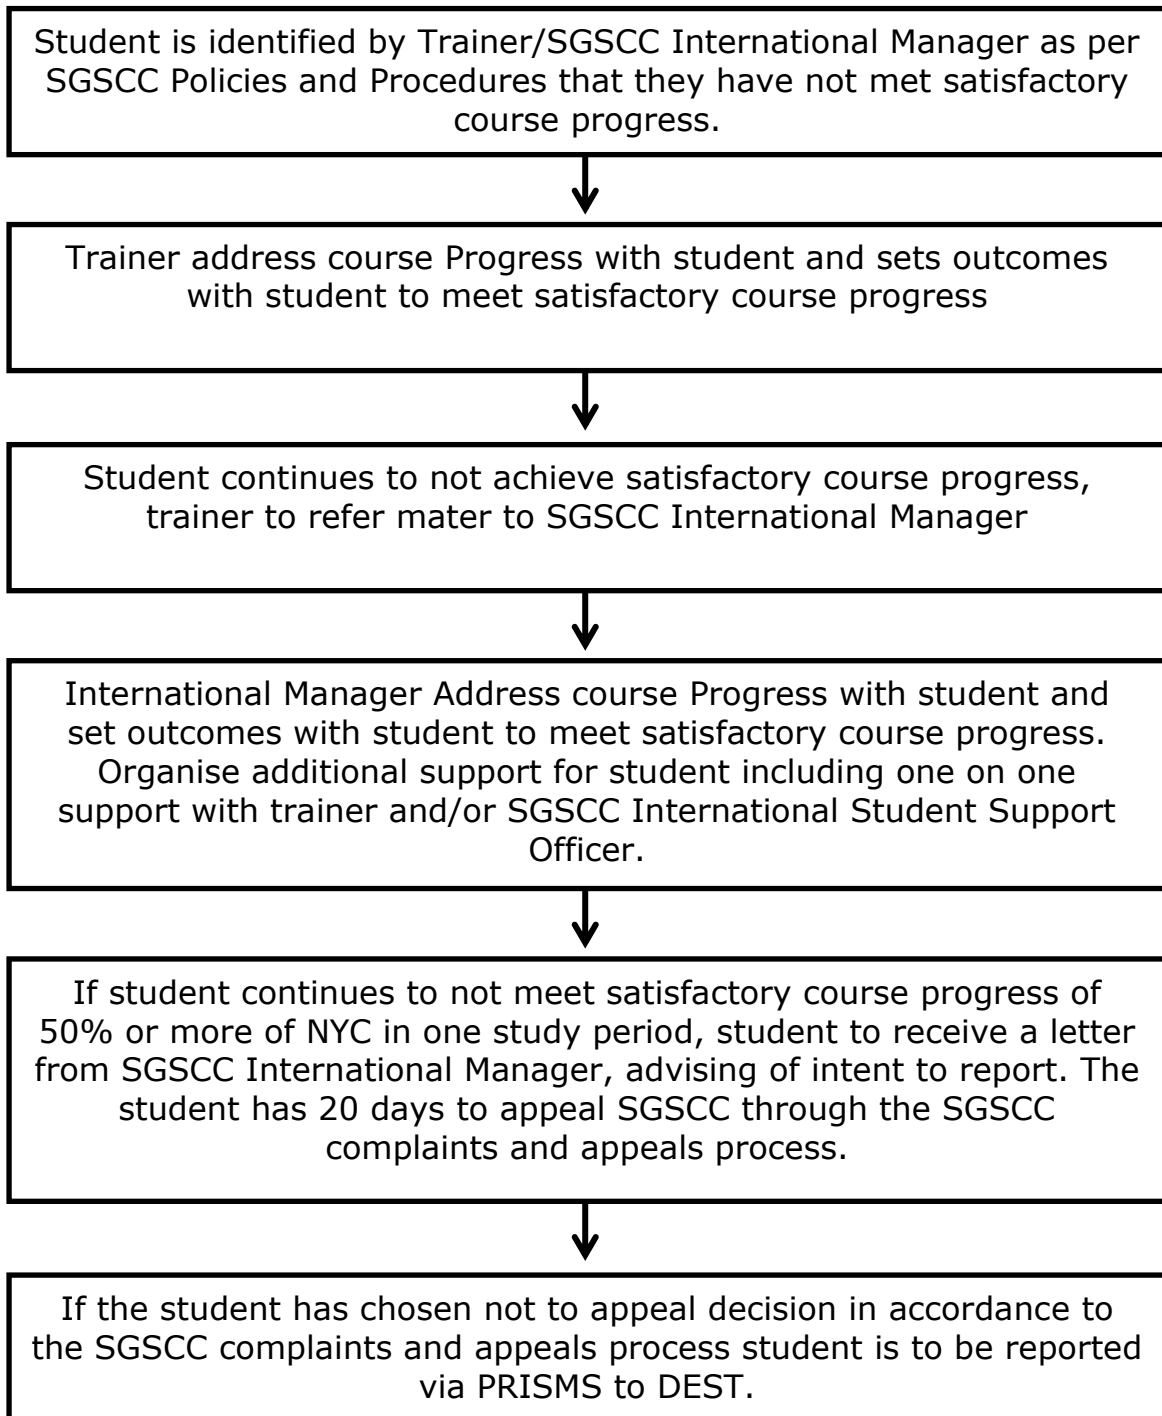 Student is identified by Trainer/SGSCC International Manager as per
SGSCC Policies and Procedures that they have not met satisfactory
course progress.
Trainer address course Progress with student and sets outcomes
with student to meet satisfactory course progress
Student continues to not achieve satisfactory course progress,
trainer to refer mater to SGSCC International Manager
International Manager Address course Progress with student and
set outcomes with student to meet satisfactory course progress.
Organise additional support for student including one on one
support with trainer and/or SGSCC International Student Support
Officer.
If student continues to not meet satisfactory course progress of
50% or more of NYC in one study period, student to receive a letter
from SGSCC International Manager, advising of intent to report. The
student has 20 days to appeal SGSCC through the SGSCC
complaints and appeals process.
If the student has chosen not to appeal decision in accordance to
the SGSCC complaints and appeals process student is to be reported
via PRISMS to DEST.